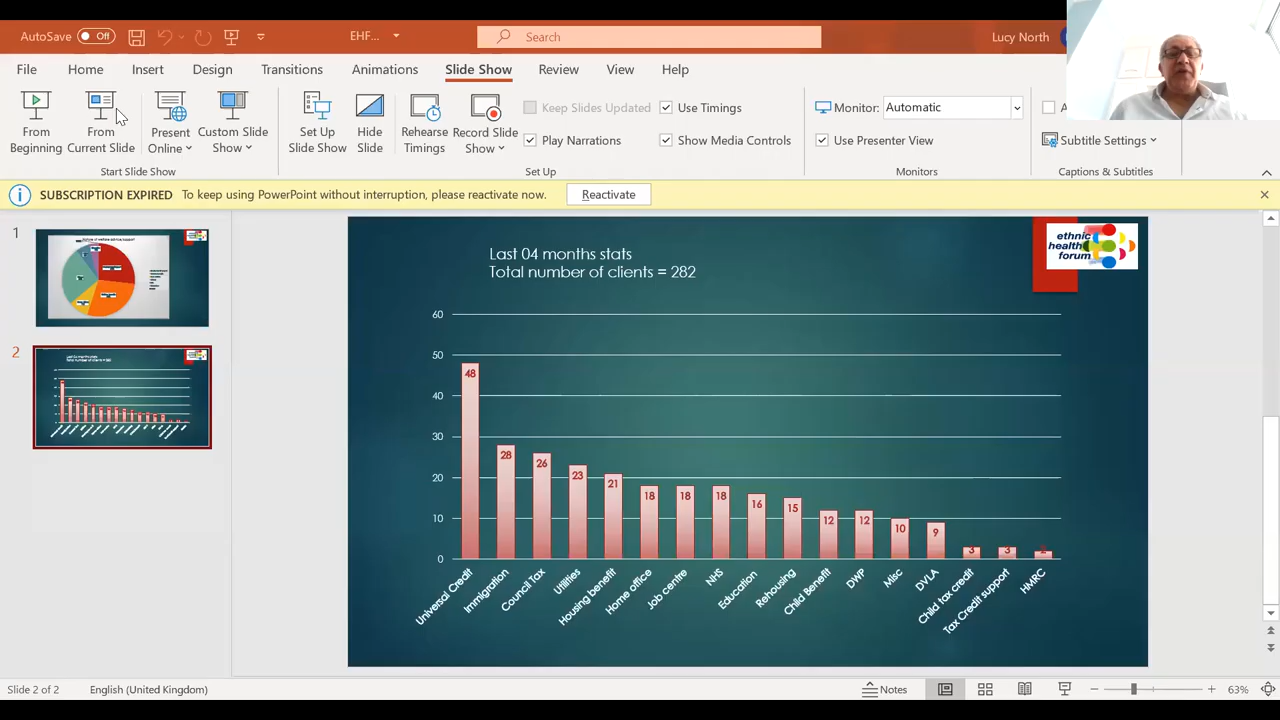 AutoSave Off EHF... Search Lucy North
File Home Insert Design Transitions Animations Slide Show Review View Help
From Beginning
From Current Slide
Present Online
Custom Slide Show
Set Up Slide Show
Hide Slide
Rehearse Timings
Record Slide Show
Keep Slides Updated
Play Narrations
Use Timings
Show Media Controls
Monitor: Automatic
Use Presenter View
Subtitle Settings
Start Slide Show Set Up Monitors Captions & Subtitles
SUBSCRIPTION EXPIRED To keep using PowerPoint without interruption, please reactivate now. Reactivate
1
2
Last 04 months stats
Total number of clients = 282
ethnic
health
forum
60
50
40
30
20
10
0
48 28 26 23 21 18 18 18 16 15 12 12 10 9 3 3 2
Universal Credit
Immigration
Council Tax
Utilities
Housing benefit
Home office
Job centre
NHS
Education
Rehousing
Child Benefit
DWP
Misc
DVLA
Child tax credit
Tax Credit support
HMRC
Slide 2 of 2 English (United Kingdom) Notes 63%